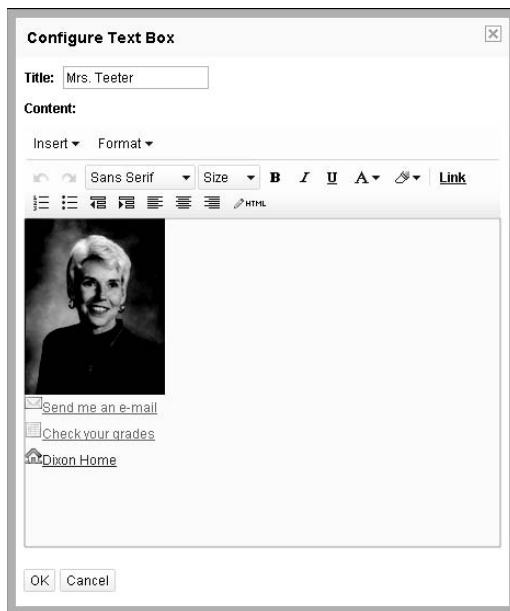 Configure Text Box
Title: Mrs. Teeter
Content:
Insert Format
Sans Serif Size B I U A Link
HTML
Send me an e-mail
Check your grades
Dixon Home
OK Cancel